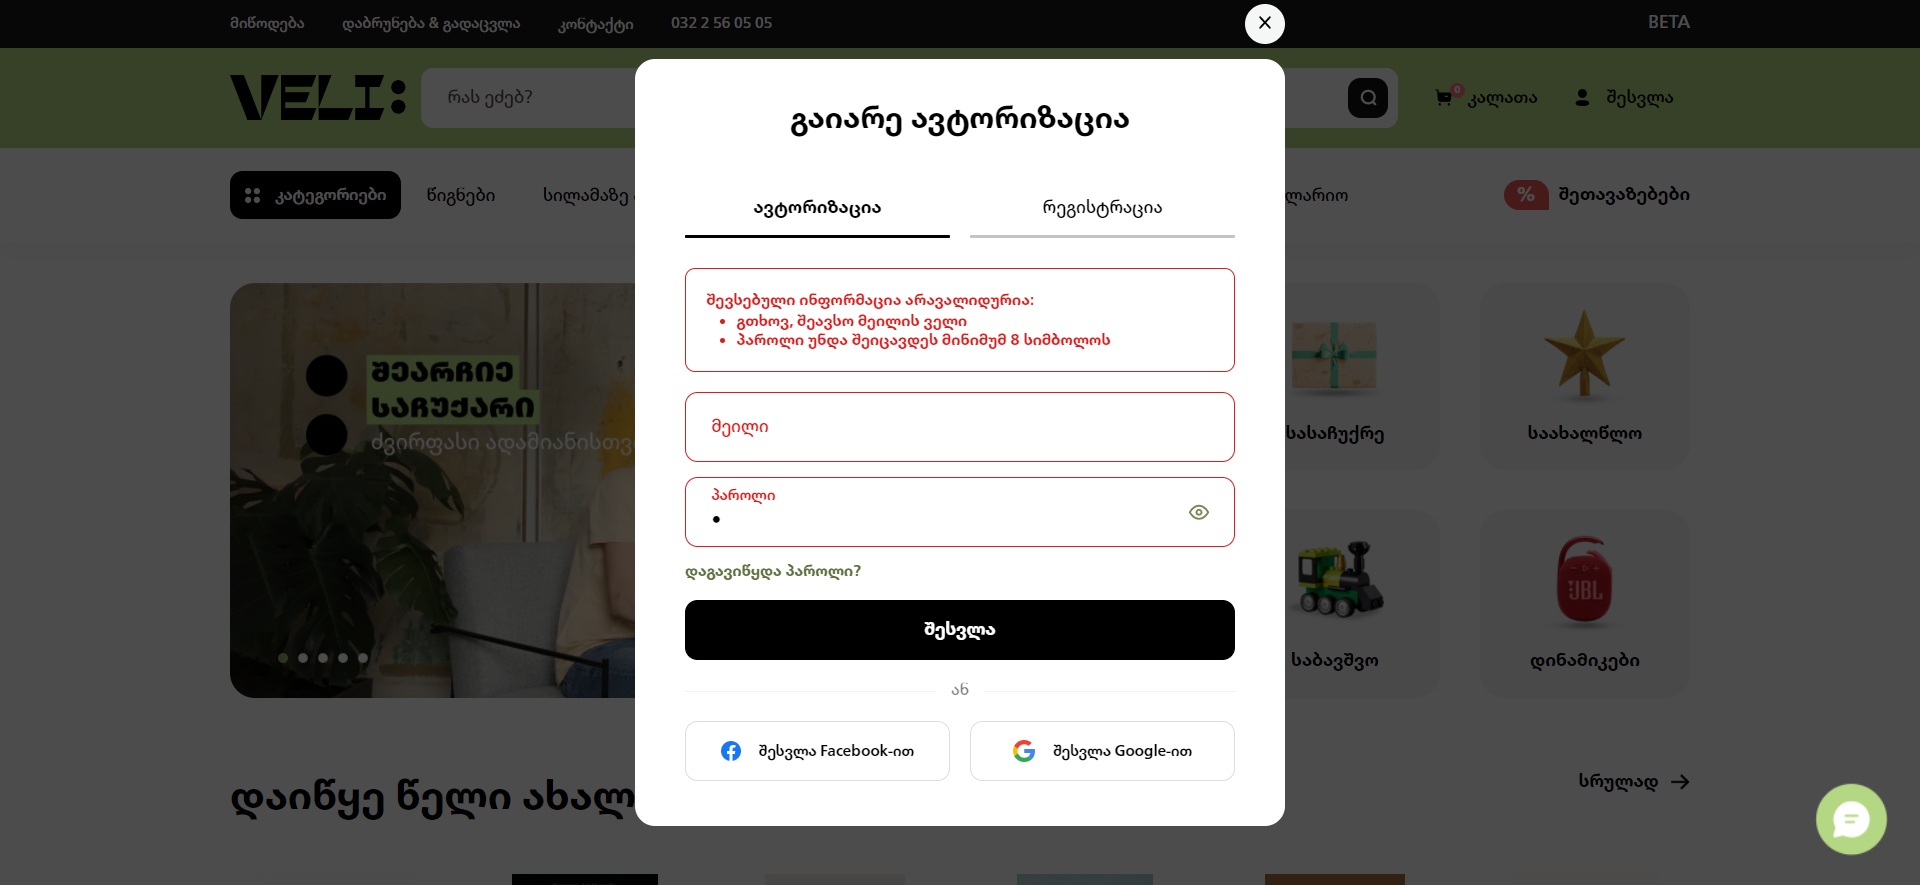 მიწოდება
დაბრუნება & გადაცვლა
კონტაქტი
032 2 56 05 05
BETA
VELI:
რას ეძებ?
0
კალათა
შესვლა
კატეგორიები
წიგნები
სილამაზე
ლარიო
%
შეთავაზებები
გაიარე ავტორიზაცია
ავტორიზაცია
რეგისტრაცია
შევსებული ინფორმაცია არავალიდურია:
გთხოვ, შეავსო მეილის ველი
პაროლი უნდა შეიცავდეს მინიმუმ 8 სიმბოლოს
მეილი
პაროლი
დაგავიწყდა პაროლი?
შესვლა
ან
შესვლა Facebook-ით
შესვლა Google-ით
შეარჩიე
საჩუქარი
ძვირფასი ადამიანისთვ
სასაჩუქრე
საახალწლო
საბავშვო
JBL
დინამიკები
დაიწყე წელი ახალ
სრულად